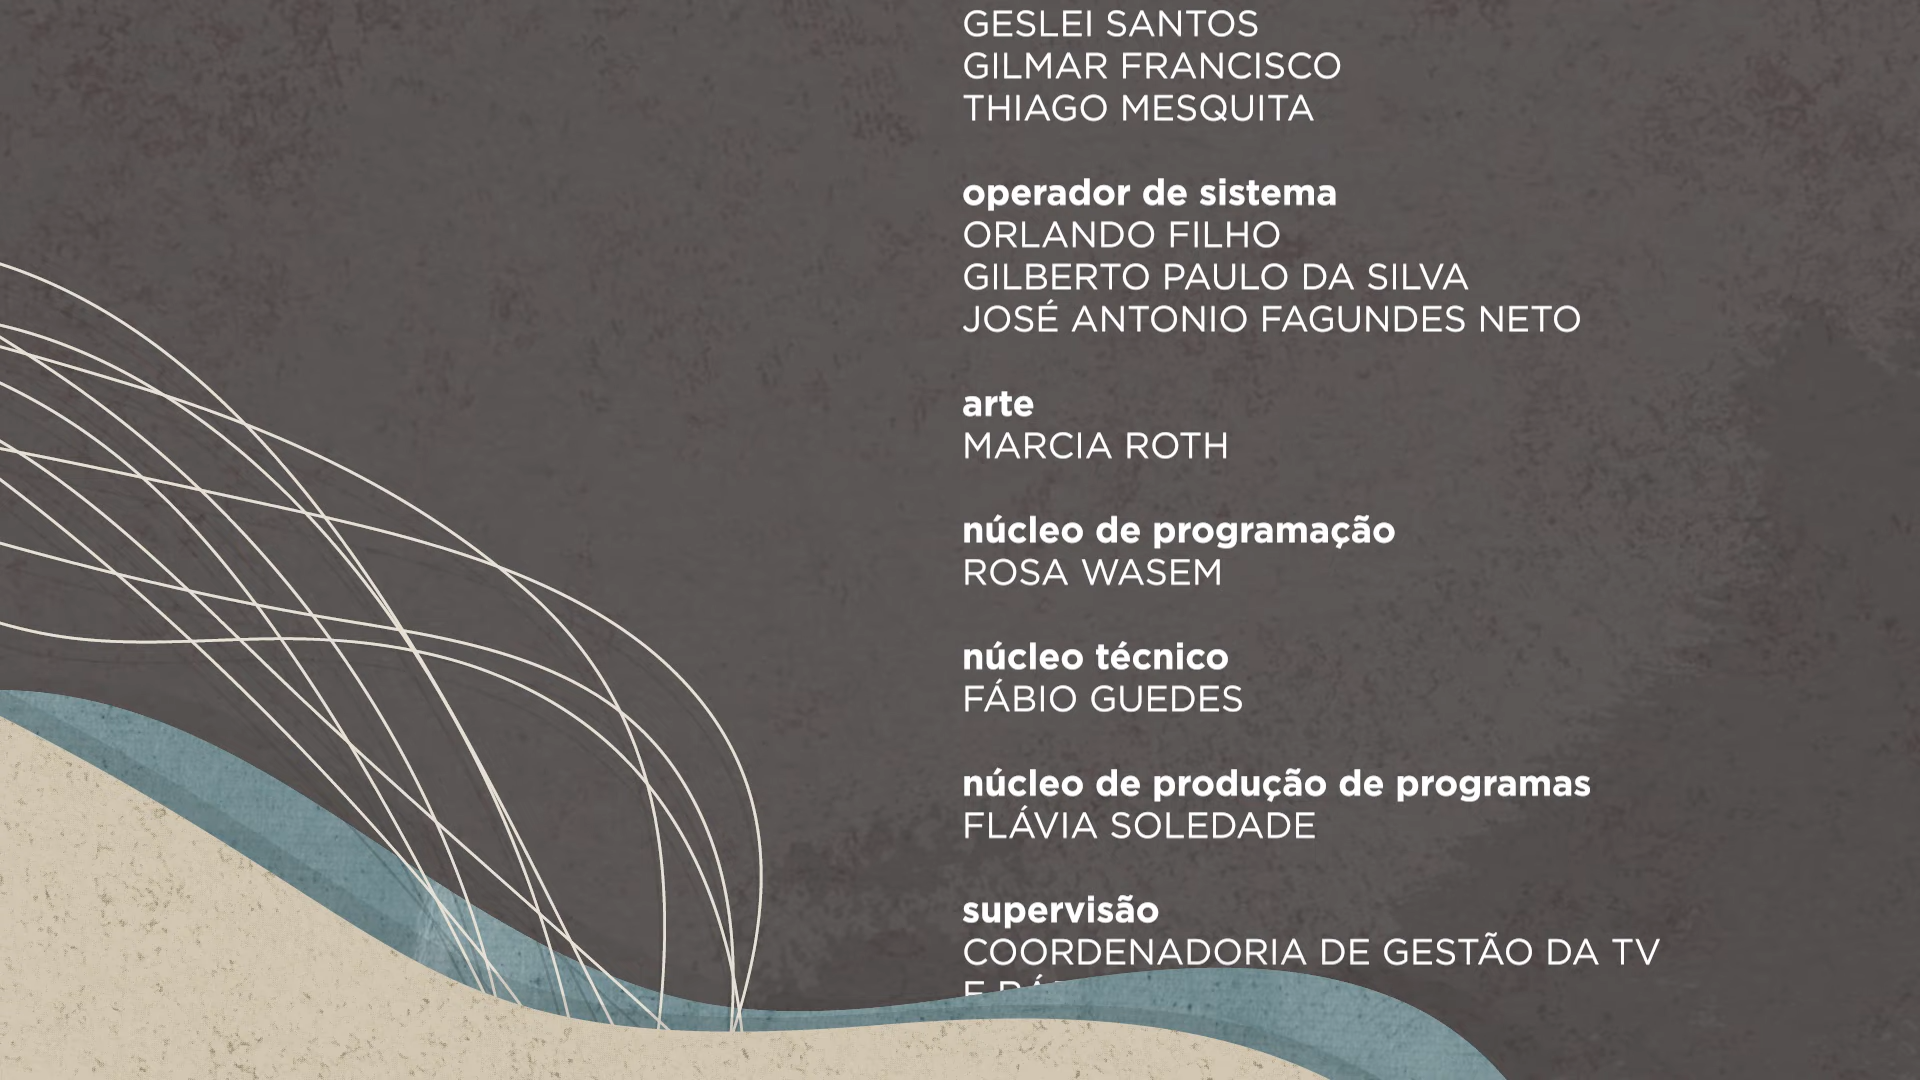 GESLEI SANTOS
GILMAR FRANCISCO
THIAGO MESQUITA
operador de sistema
ORLANDO FILHO
GILBERTO PAULO DA SILVA
JOSÉ ANTONIO FAGUNDES NETO
arte
MARCIA ROTH
núcleo de programação
ROSA WASEM
núcleo técnico
FÁBIO GUEDES
núcleo de produção de programas
FLÁVIA SOLEDADE
supervisão
COORDENADORIA DE GESTÃO DA TV
E